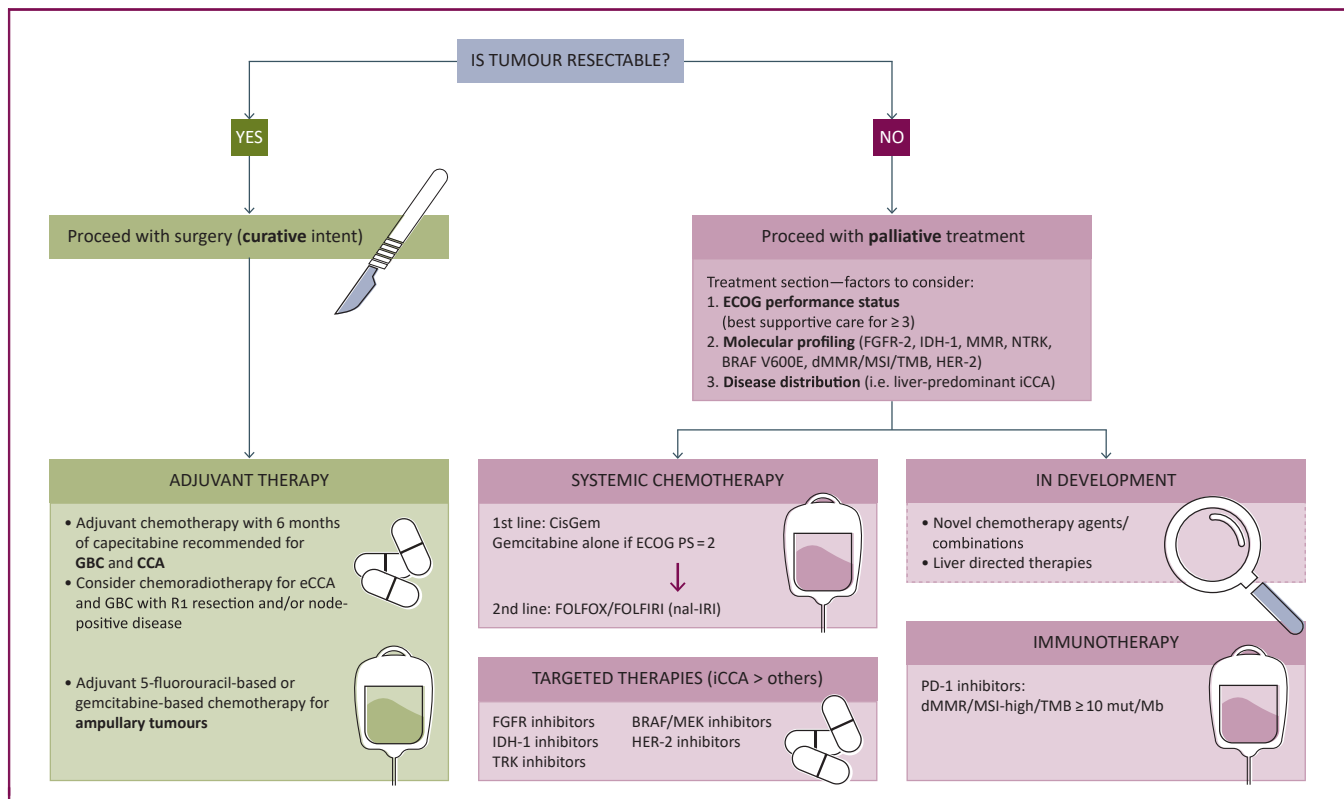 IS TUMOUR RESECTABLE?
YES
NO
Proceed with surgery (curative intent)
Proceed with palliative treatment
Treatment section—factors to consider:
1. ECOG performance status
(best supportive care for ≥ 3)
2. Molecular profiling (FGFR-2, IDH-1, MMR, NTRK,
BRAF V600E, dMMR/MSI/TMB, HER-2)
3. Disease distribution (i.e. liver-predominant iCCA)
ADJUVANT THERAPY
• Adjuvant chemotherapy with 6 months
of capecitabine recommended for
GBC and CCA
• Consider chemoradiotherapy for eCCA
and GBC with R1 resection and/or node-
positive disease
• Adjuvant 5-fluorouracil-based or
gemcitabine-based chemotherapy for
ampullary tumours
SYSTEMIC CHEMOTHERAPY
1st line: CisGem
Gemcitabine alone if ECOG PS = 2
2nd line: FOLFOX/FOLFIRI (nal-IRI)
TARGETED THERAPIES (iCCA > others)
FGFR inhibitors
IDH-1 inhibitors
TRK inhibitors
BRAF/MEK inhibitors
HER-2 inhibitors
IN DEVELOPMENT
• Novel chemotherapy agents/
combinations
• Liver directed therapies
IMMUNOTHERAPY
PD-1 inhibitors:
dMMR/MSI-high/TMB ≥ 10 mut/Mb